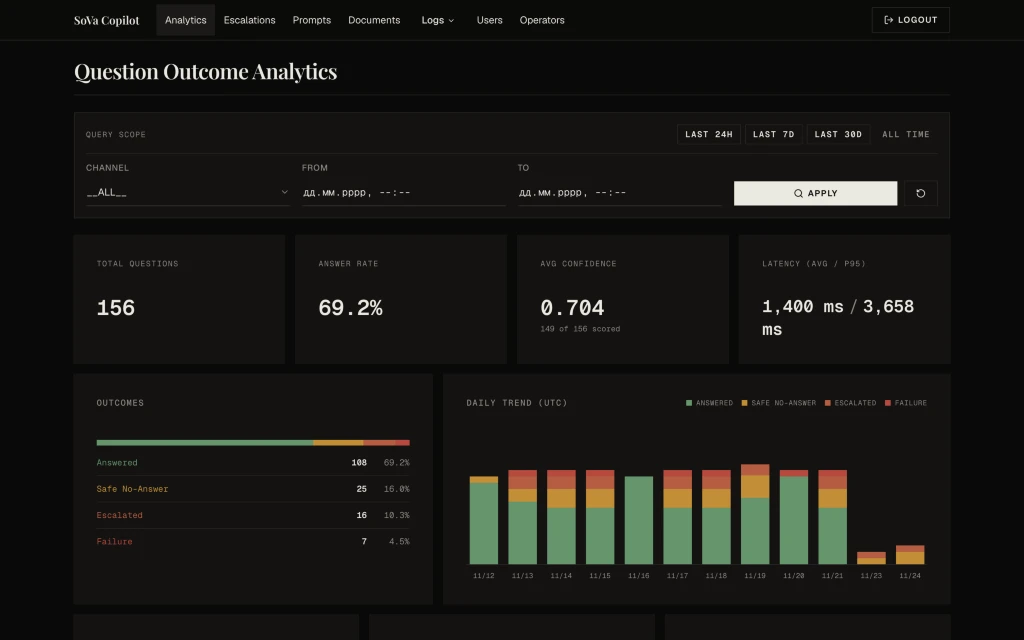 SoVa Copilot Analytics Escalations Prompts Documents Logs Users Operators LOGOUT
Question Outcome Analytics
QUERY SCOPE LAST 24H LAST 7D LAST 30D ALL TIME
CHANNEL FROM TO
__ALL__ дд.мм.рррр, --:-- дд.мм.рррр, --:-- APPLY
TOTAL QUESTIONS
156
ANSWER RATE
69.2%
AVG CONFIDENCE
0.704
149 of 156 scored
LATENCY (AVG / P95)
1,400 ms / 3,658
ms
OUTCOMES
Answered 108 69.2%
Safe No-Answer 25 16.0%
Escalated 16 10.3%
Failure 7 4.5%
DAILY TREND (UTC) ANSWERED SAFE NO-ANSWER ESCALATED FAILURE
11/12 11/13 11/14 11/15 11/16 11/17 11/18 11/19 11/20 11/21 11/23 11/24